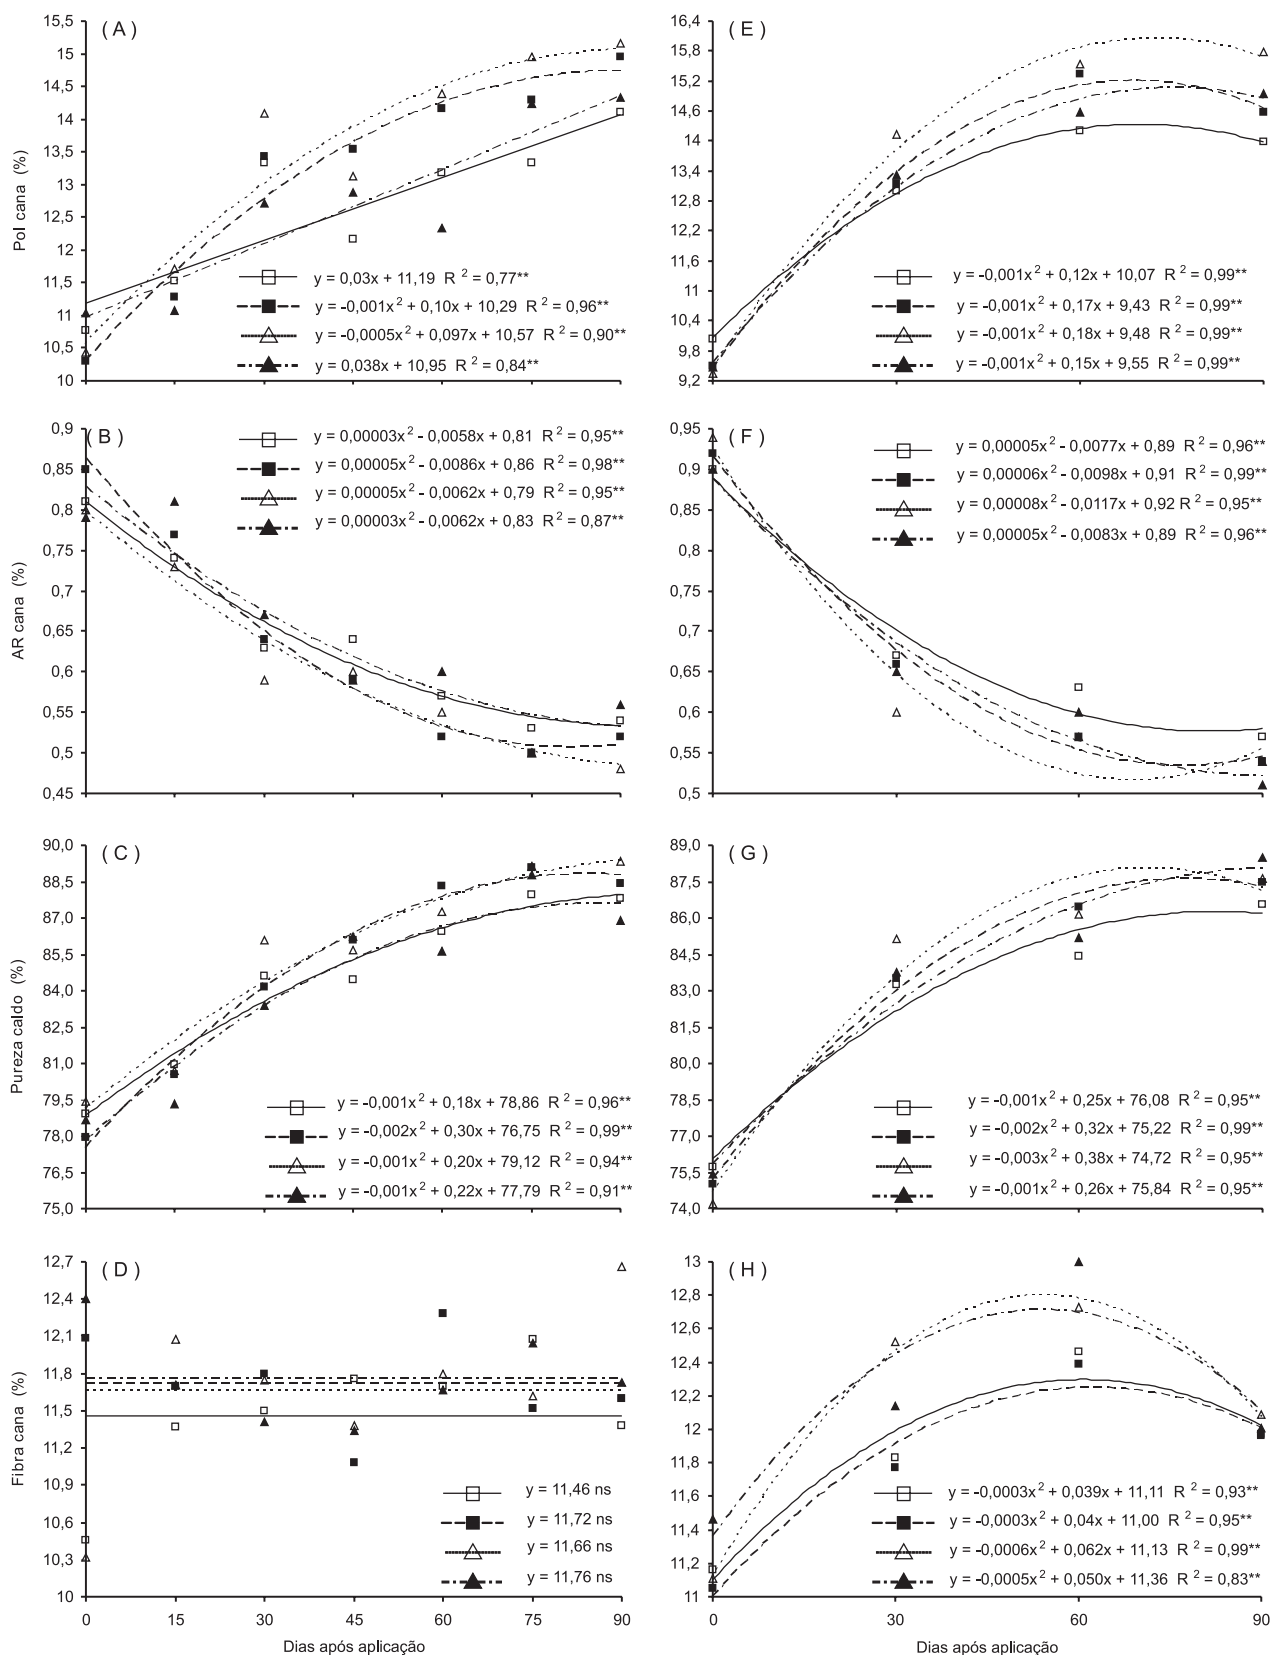 ( A )
Pol cana (%)
15,5
15
14,5
14
13,5
13
12,5
12
11,5
11
10,5
10
y = 0,03x + 11,19 R² = 0,77**
y = -0,001x² + 0,10x + 10,29 R² = 0,96**
y = -0,0005x² + 0,097x + 10,57 R² = 0,90**
y = 0,038x + 10,95 R² = 0,84**
( E )
16,4
15,8
15,2
14,6
14
13,4
12,8
12,2
11,6
11
10,4
9,8
9,2
y = -0,001x² + 0,12x + 10,07 R² = 0,99**
y = -0,001x² + 0,17x + 9,43 R² = 0,99**
y = -0,001x² + 0,18x + 9,48 R² = 0,99**
y = -0,001x² + 0,15x + 9,55 R² = 0,99**
( B )
AR cana (%)
0,9
0,85
0,8
0,75
0,7
0,65
0,6
0,55
0,5
0,45
y = 0,00003x² - 0,0058x + 0,81 R² = 0,95**
y = 0,00005x² - 0,0086x + 0,86 R² = 0,98**
y = 0,00005x² - 0,0062x + 0,79 R² = 0,95**
y = 0,00003x² - 0,0062x + 0,83 R² = 0,87**
( F )
0,95
0,9
0,85
0,8
0,75
0,7
0,65
0,6
0,55
0,5
y = 0,00005x² - 0,0077x + 0,89 R² = 0,96**
y = 0,00006x² - 0,0098x + 0,91 R² = 0,99**
y = 0,00008x² - 0,0117x + 0,92 R² = 0,95**
y = 0,00005x² - 0,0083x + 0,89 R² = 0,96**
( C )
Pureza caldo (%)
90,0
88,5
87,0
85,5
84,0
82,5
81,0
79,5
78,0
76,5
75,0
y = -0,001x² + 0,18x + 78,86 R² = 0,96**
y = -0,002x² + 0,30x + 76,75 R² = 0,99**
y = -0,001x² + 0,20x + 79,12 R² = 0,94**
y = -0,001x² + 0,22x + 77,79 R² = 0,91**
( G )
89,0
87,5
86,0
84,5
83,0
81,5
80,0
78,5
77,0
75,5
74,0
y = -0,001x² + 0,25x + 76,08 R² = 0,95**
y = -0,002x² + 0,32x + 75,22 R² = 0,99**
y = -0,003x² + 0,38x + 74,72 R² = 0,95**
y = -0,001x² + 0,26x + 75,84 R² = 0,95**
( D )
Fibra cana (%)
12,7
12,4
12,1
11,8
11,5
11,2
10,9
10,6
10,3
10
y = 11,46 ns
y = 11,72 ns
y = 11,66 ns
y = 11,76 ns
0 15 30 45 60 75 90
Dias após aplicação
( H )
13
12,8
12,6
12,4
12,2
12
11,8
11,6
11,4
11,2
11
y = -0,0003x² + 0,039x + 11,11 R² = 0,93**
y = -0,0003x² + 0,04x + 11,00 R² = 0,95**
y = -0,0006x² + 0,062x + 11,13 R² = 0,99**
y = -0,0005x² + 0,050x + 11,36 R² = 0,83**
0 30 60 90
Dias após aplicação